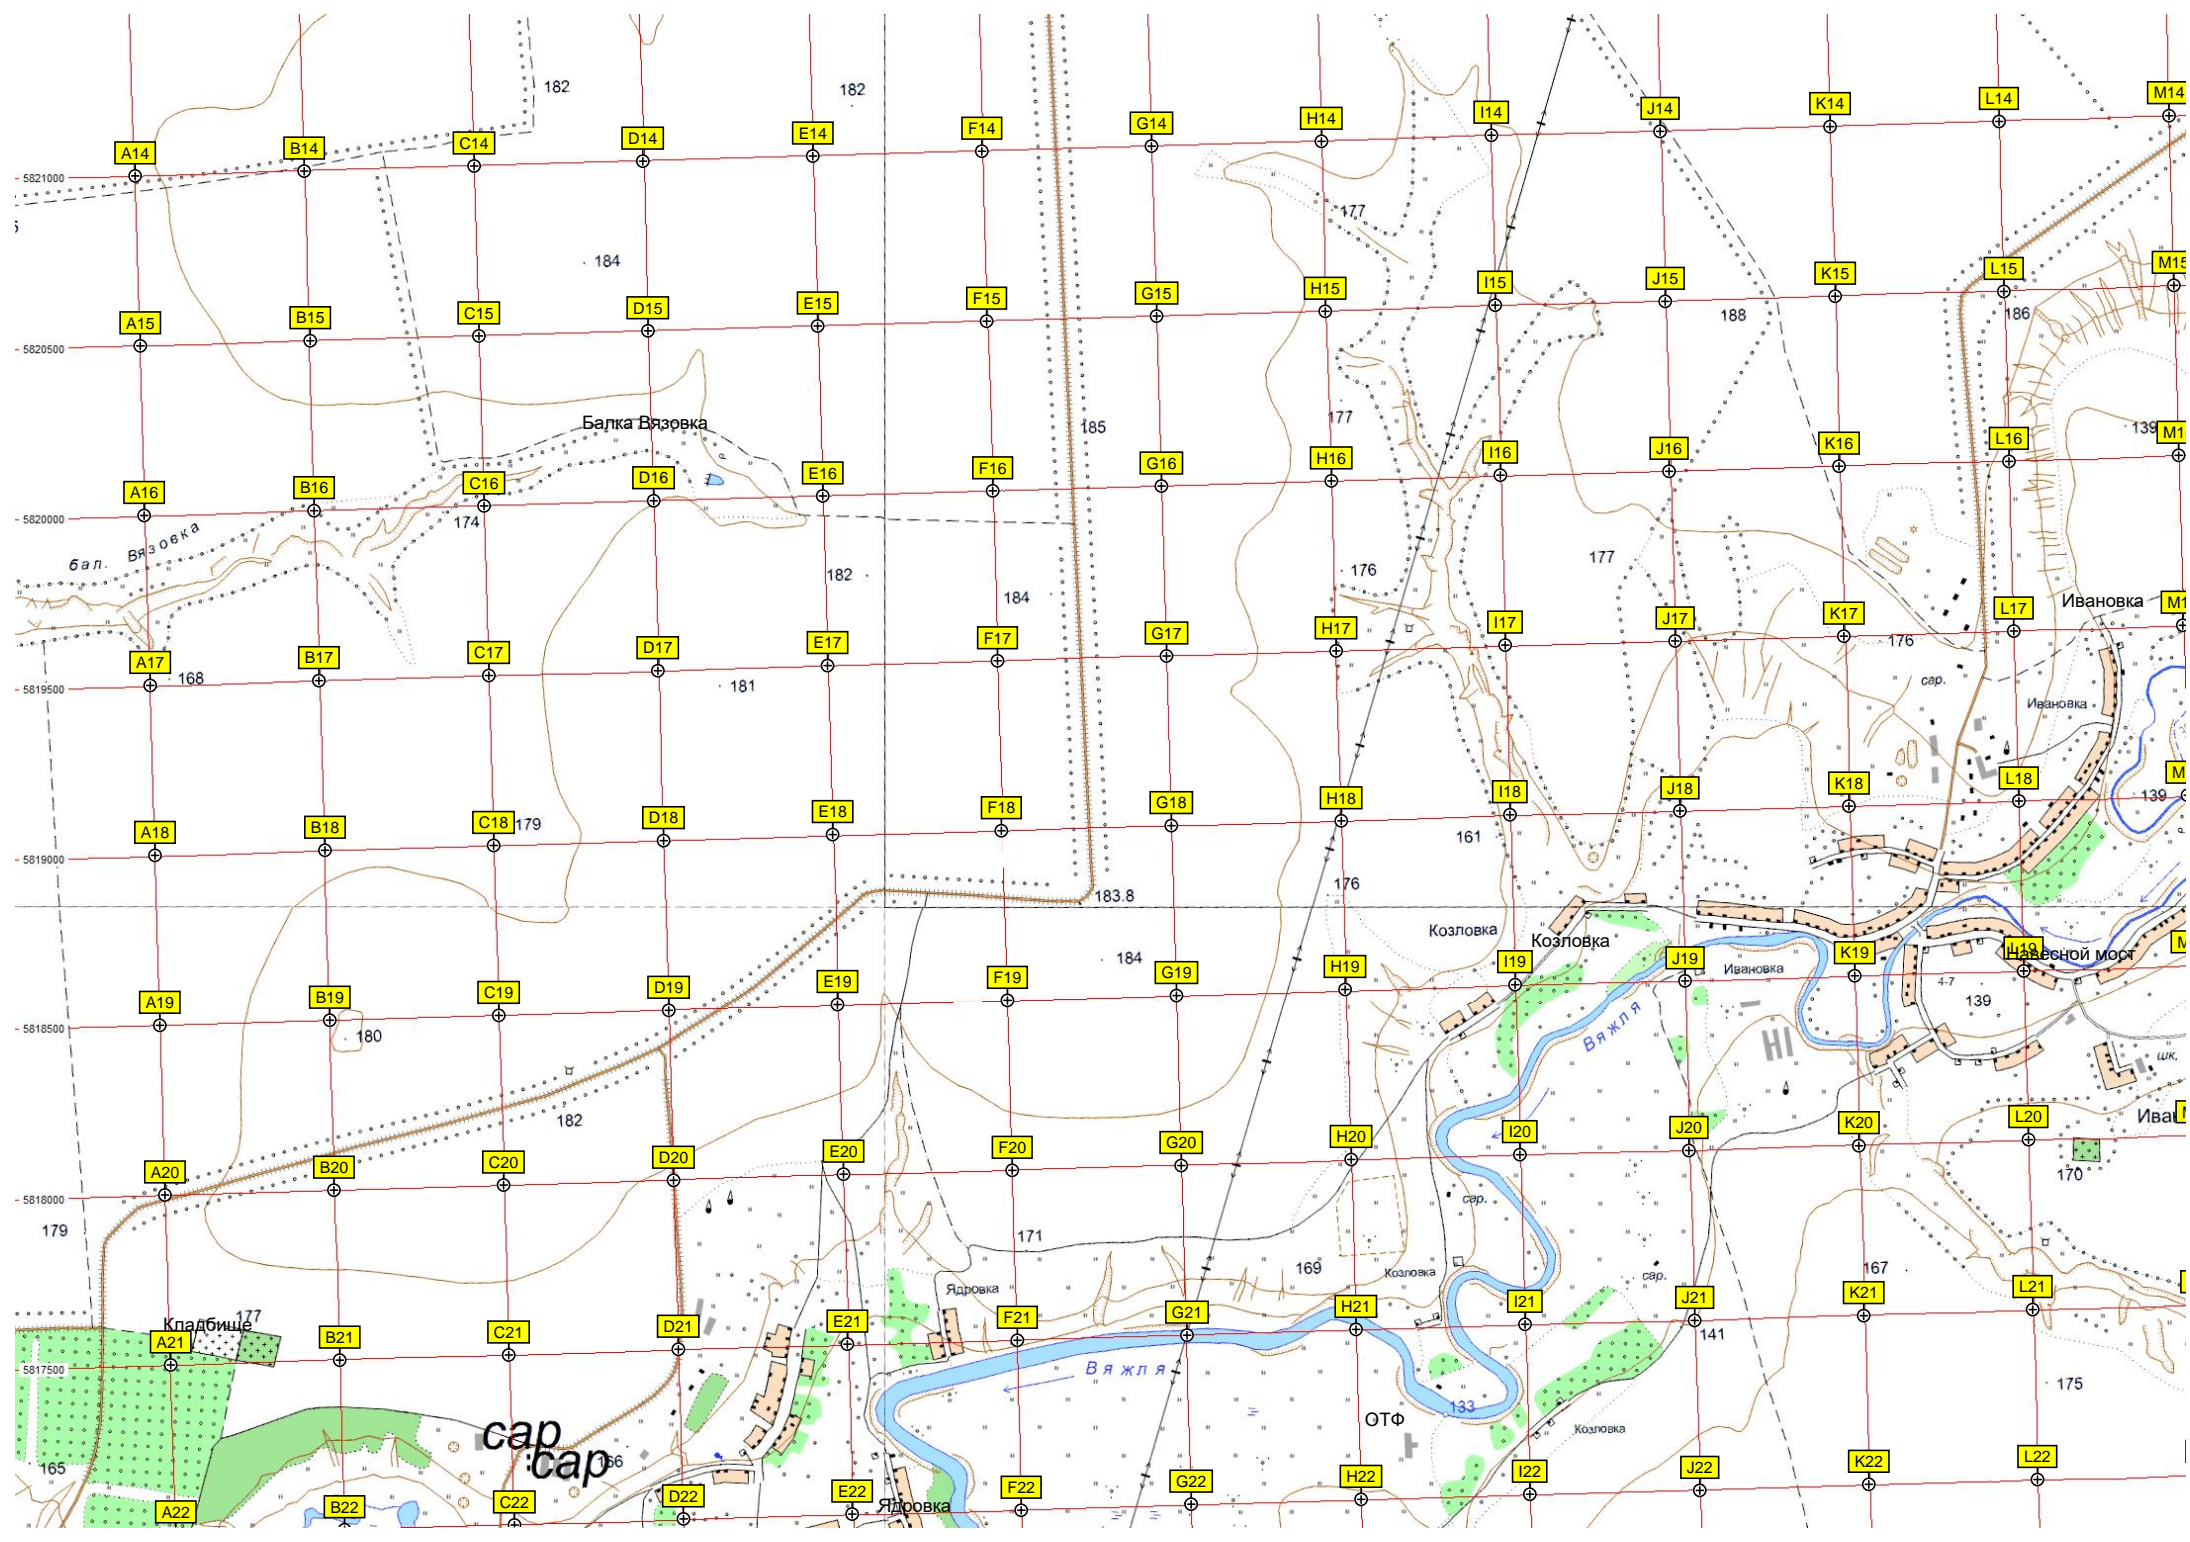 182
182
A14
B14
C14
D14
E14
F14
G14
H14
I14
J14
K14
L14
M14
5821000
177
184
A15
B15
C15
D15
E15
F15
G15
H15
I15
J15
K15
L15
M15
188
186
5820500
Балка Вязовка
185
177
139
A16
B16
C16
D16
E16
F16
G16
H16
I16
J16
K16
L16
5820000
174
бал. Вязовка
182
184
176
177
Ивановка
A17
B17
C17
D17
E17
F17
G17
H17
I17
J17
K17
L17
176
168
181
5819500
сар.
Ивановка
A18
B18
C18
D18
E18
F18
G18
H18
I18
J18
K18
L18
139
179
161
5819000
176
183.8
Козловка
Козловка
184
Ивановка
Навесной мост
A19
B19
C19
D19
E19
F19
G19
H19
I19
J19
K19
L19
4-7
139
5818500
180
Вяжля
шк.
182
A20
B20
C20
D20
E20
F20
G20
H20
I20
J20
K20
L20
170
5818000
сар.
179
171
169
Козловка
сар.
167
Ядровка
177
Кладбище
A21
B21
C21
D21
E21
F21
G21
H21
I21
J21
K21
L21
141
5817500
Вяжля
175
133
ОТФ
Козловка
сар
сар
166
165
A22
B22
C22
D22
E22
F22
G22
H22
I22
J22
K22
L22
Ядровка